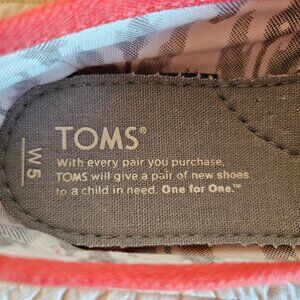 TOMS®
With every pair you purchase,
TOMS will give a pair of new shoes
to a child in need. One for One.™
W5